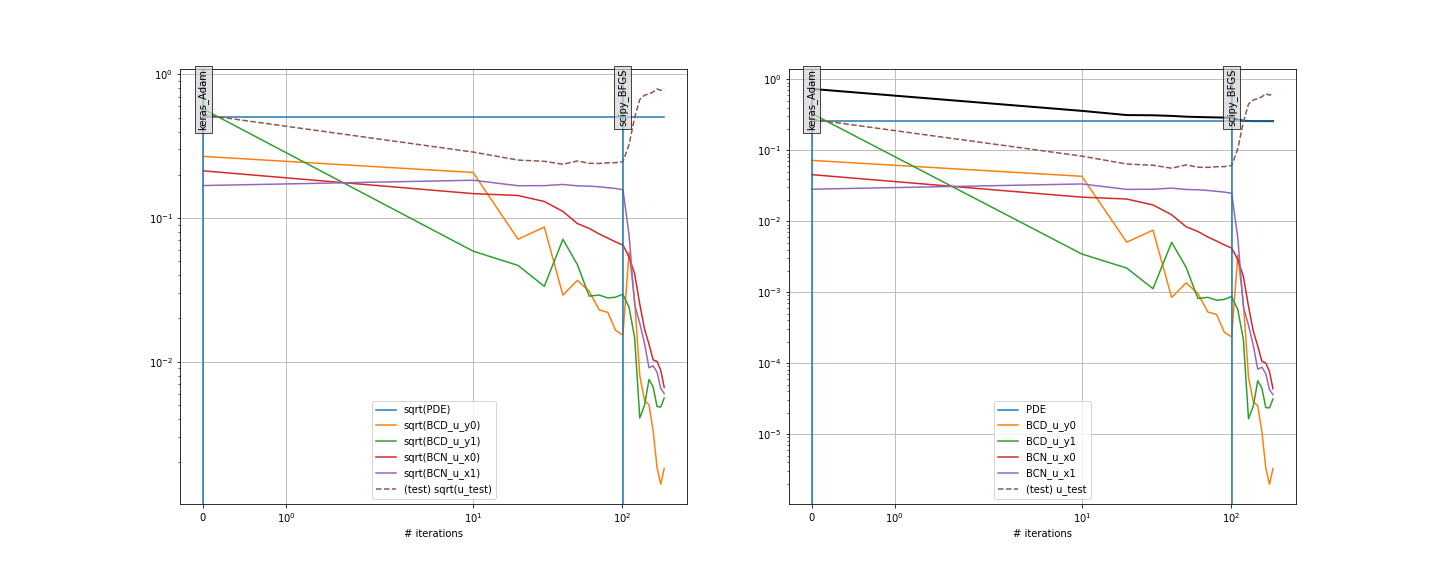 keras_Adam
scipy_BFGS
10⁰
10⁻¹
10⁻²
sqrt(PDE)
sqrt(BCD_u_y0)
sqrt(BCD_u_y1)
sqrt(BCN_u_x0)
sqrt(BCN_u_x1)
(test) sqrt(u_test)
0
10⁰
10¹
10²
# iterations
keras_Adam
scipy_BFGS
10⁰
10⁻¹
10⁻²
10⁻³
10⁻⁴
10⁻⁵
PDE
BCD_u_y0
BCD_u_y1
BCN_u_x0
BCN_u_x1
(test) u_test
0
10⁰
10¹
10²
# iterations